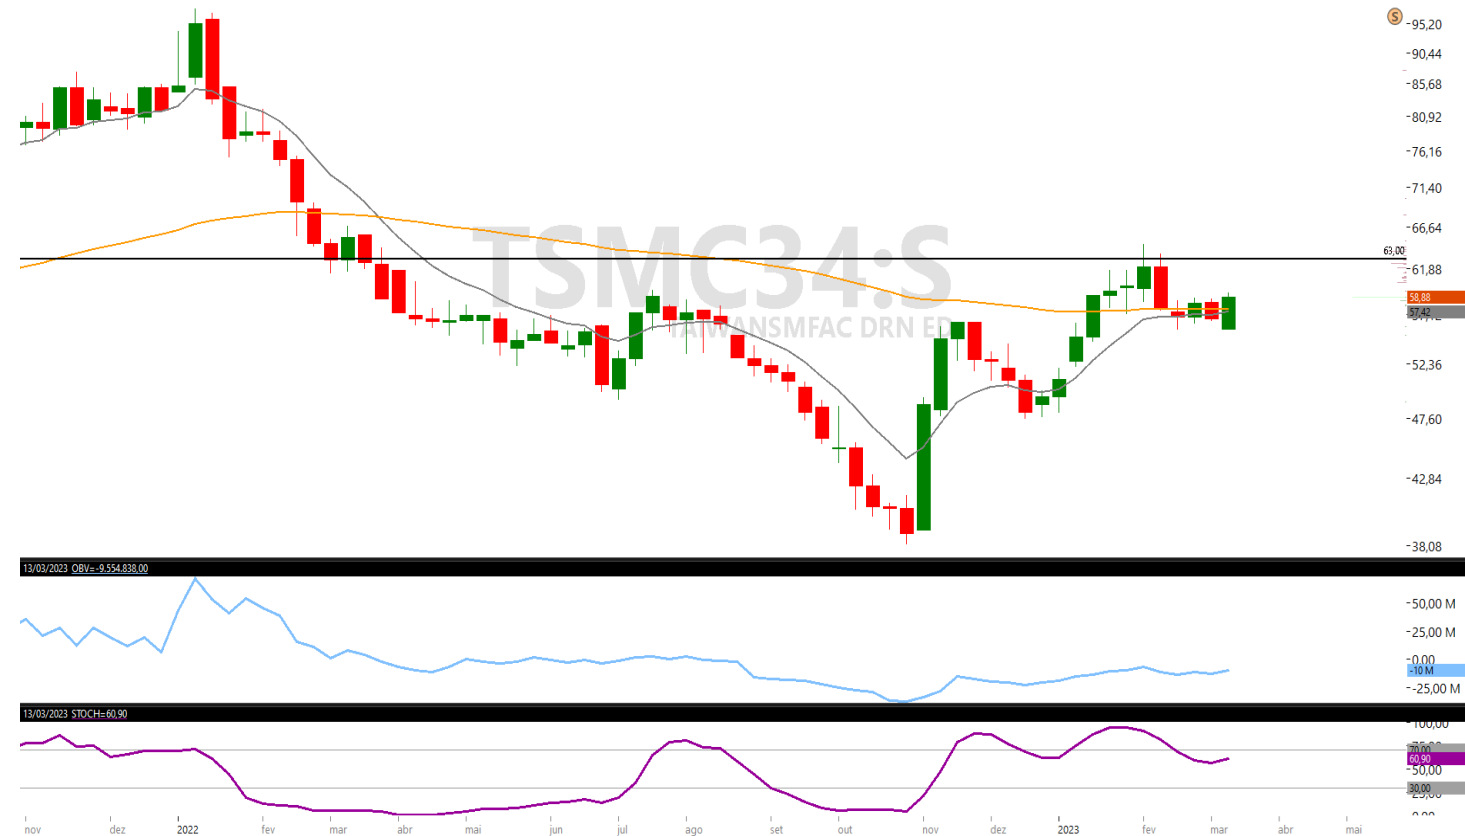 S
95,20
90,44
85,68
80,92
76,16
71,40
66,64
TSMC34:S
63,00
61,88
58,88
57,42
TAIWANSMFAC DRN ED
52,36
47,60
42,84
38,08
13/03/2023 OBV=-9.554.838,00
50,00 M
25,00 M
0,00
-10 M
-25,00 M
13/03/2023 STOCH=60,90
100,00
70,00
60,90
50,00
30,00
25,00
0,00
nov dez 2022 fev mar abr mai jun jul ago set out nov dez 2023 fev mar abr mai